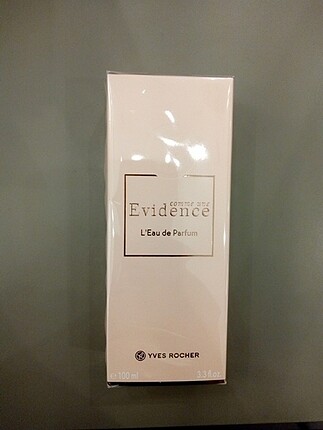 comme une
Evidence
L'Eau de Parfum
YVES ROCHER
e 100 ml 3.3 fl.oz.